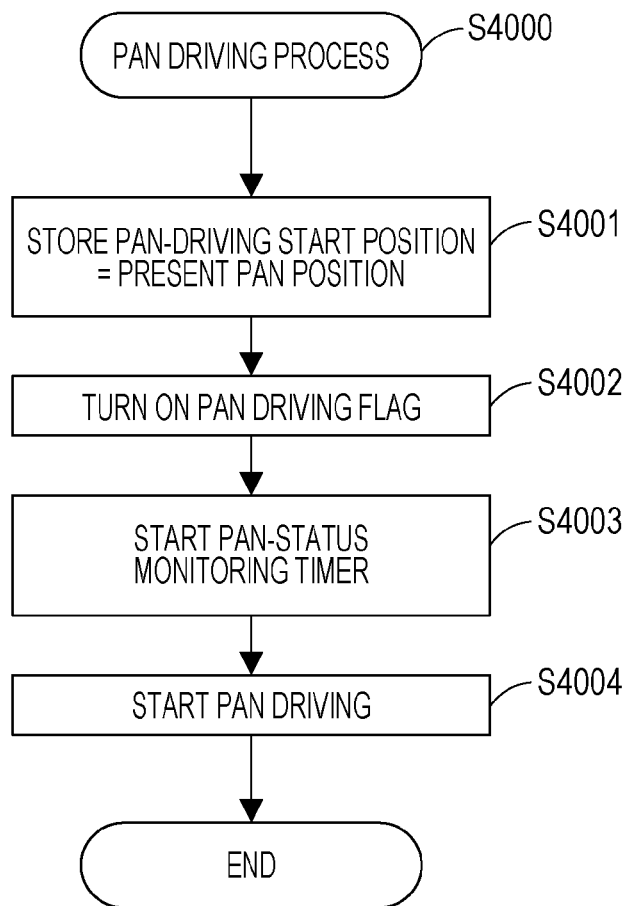 PAN DRIVING PROCESS
S4000
STORE PAN-DRIVING START POSITION
= PRESENT PAN POSITION
S4001
TURN ON PAN DRIVING FLAG
S4002
START PAN-STATUS
MONITORING TIMER
S4003
START PAN DRIVING
S4004
END